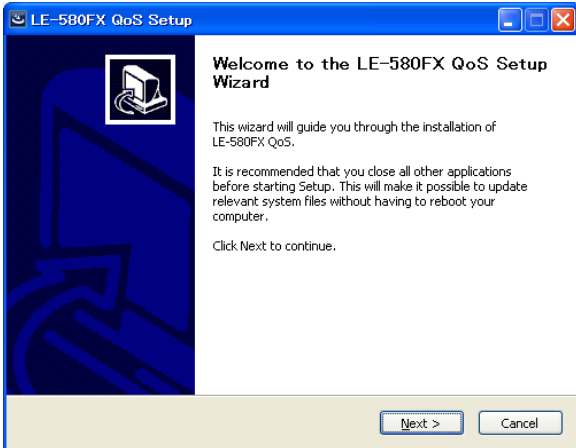 LE-580FX QoS Setup
Welcome to the LE-580FX QoS Setup
Wizard
This wizard will guide you through the installation of
LE-580FX QoS.
It is recommended that you close all other applications
before starting Setup. This will make it possible to update
relevant system files without having to reboot your
computer.
Click Next to continue.
Next >
Cancel